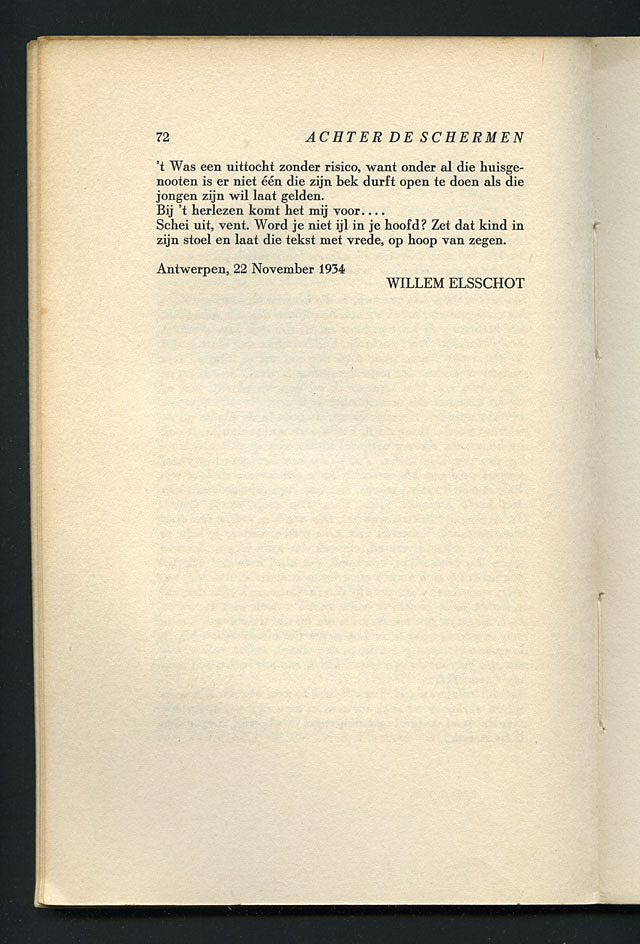 72 ACHTER DE SCHERMEN
't Was een uittocht zonder risico, want onder al die huisge-
nooten is er niet één die zijn bek durft open te doen als die
jongen zijn wil laat gelden.
Bij 't herlezen komt het mij voor....
Schei uit, vent. Word je niet ijl in je hoofd? Zet dat kind in
zijn stoel en laat die tekst met vrede, op hoop van zegen.
Antwerpen, 22 November 1934
WILLEM ELSSCHOT